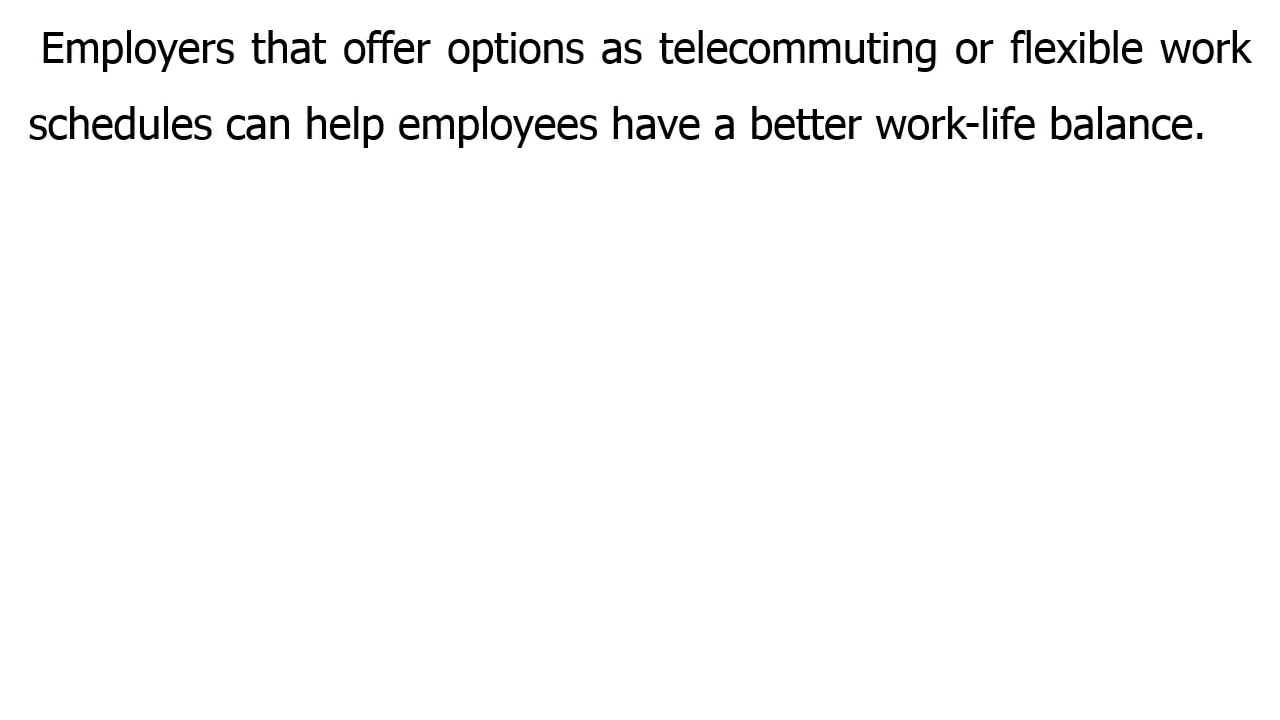 Employers that offer options as telecommuting or flexible work
schedules can help employees have a better work-life balance.